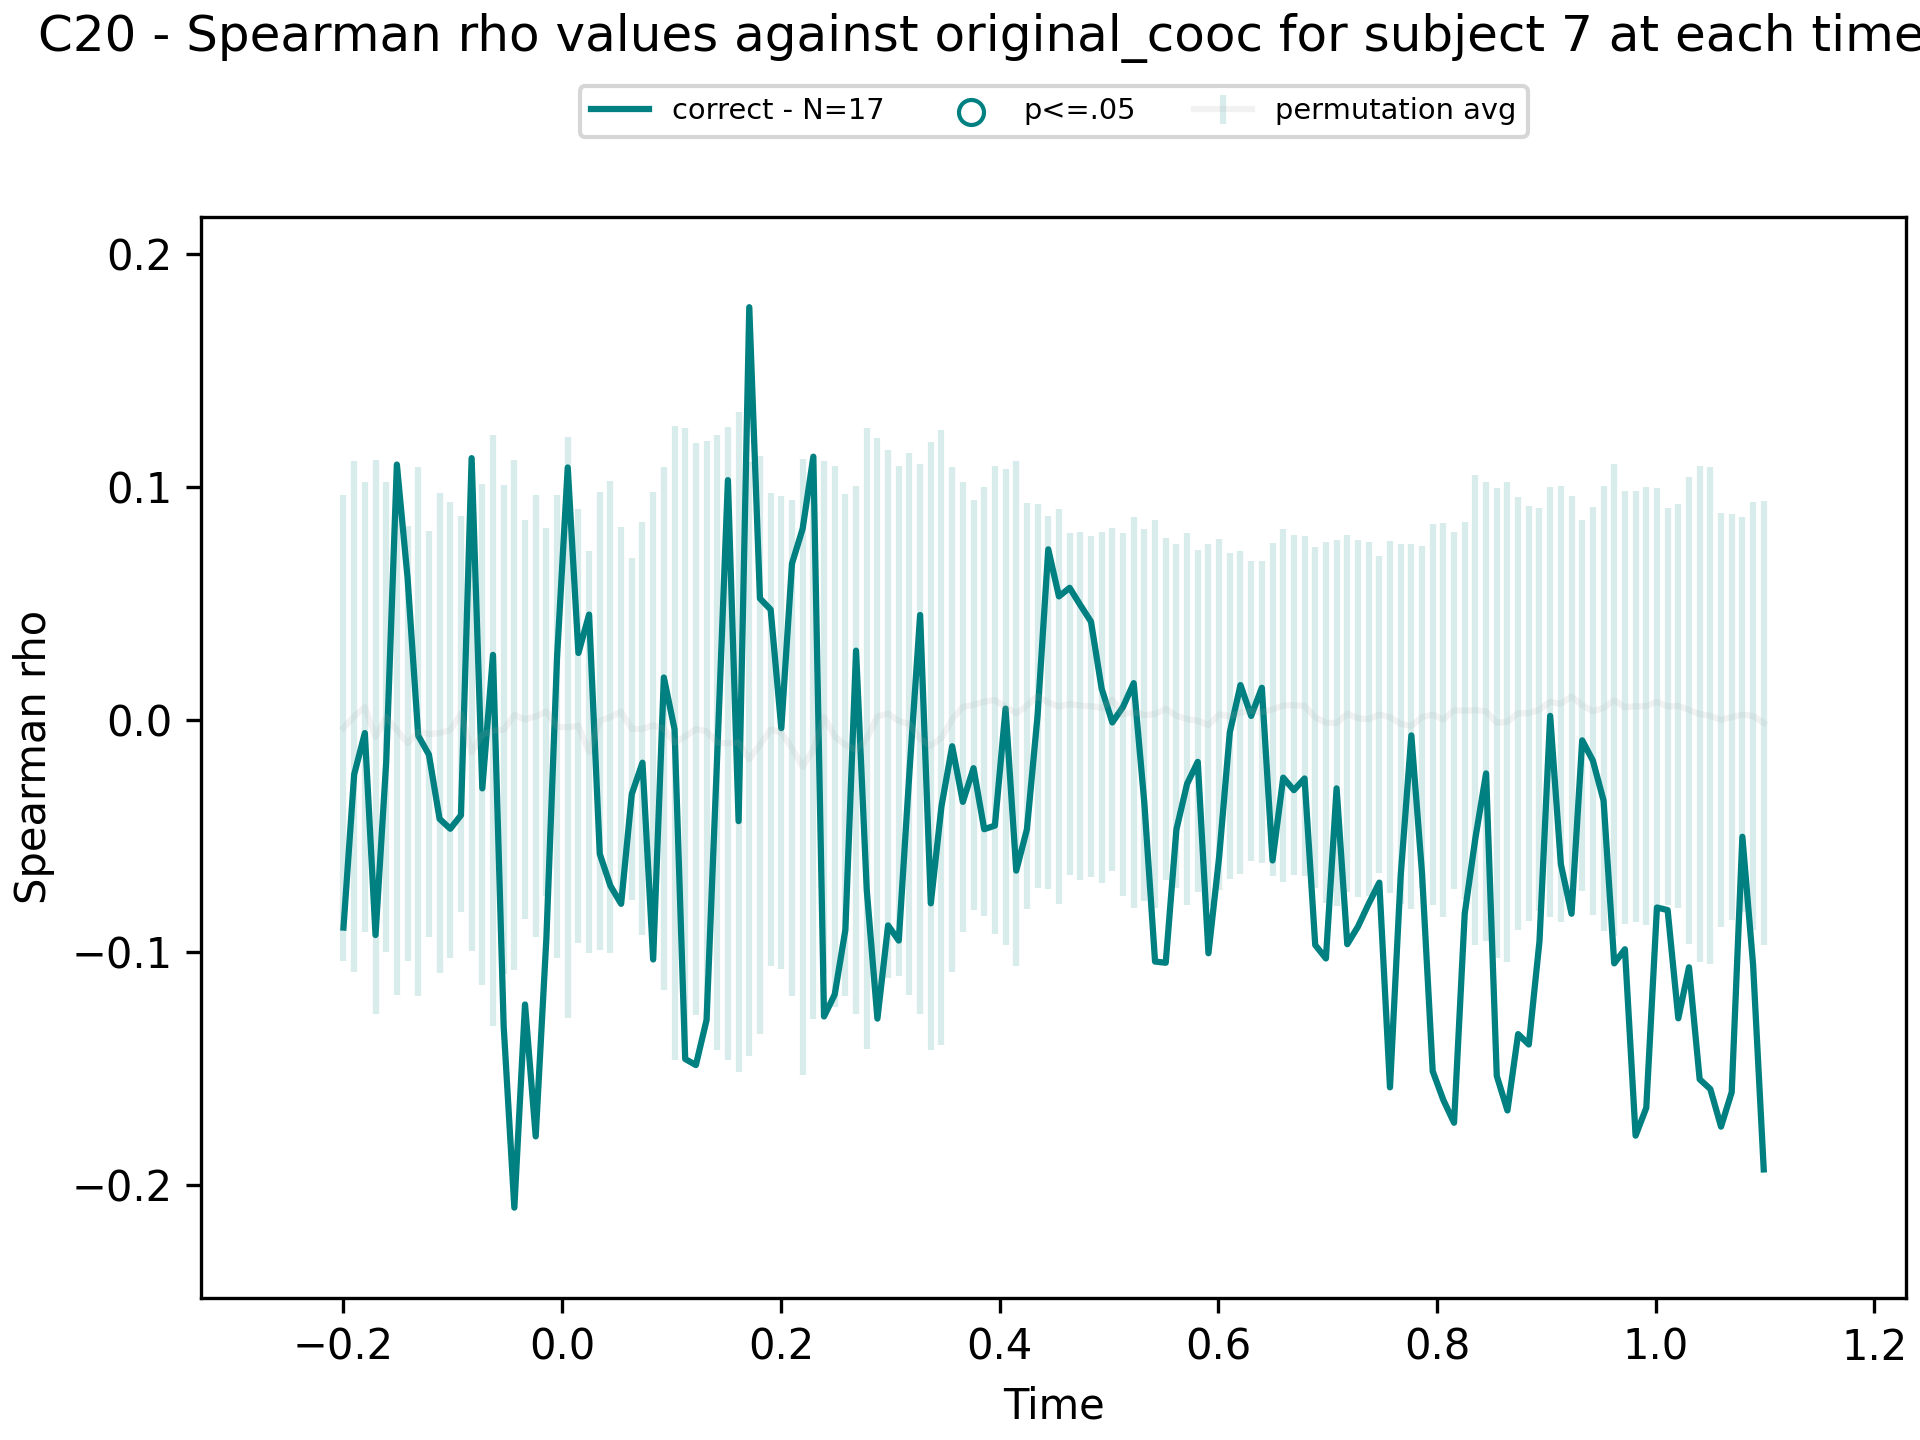 C20 - Spearman rho values against original_cooc for subject 7 at each time
correct - N=17 p<=.05 permutation avg
0.2
0.1
0.0
−0.1
−0.2
Spearman rho
−0.2 0.0 0.2 0.4 0.6 0.8 1.0 1.2
Time